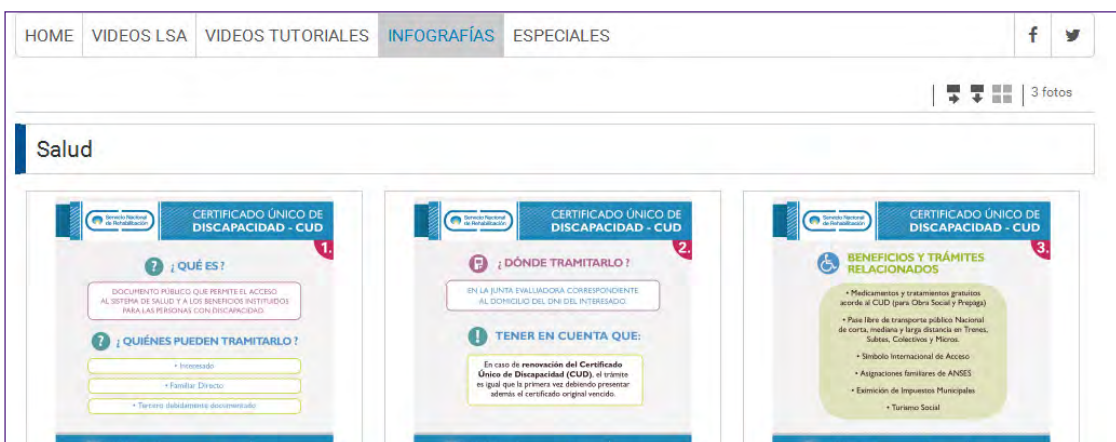 HOME VIDEOS LSA VIDEOS TUTORIALES INFOGRAFÍAS ESPECIALES
3 fotos
Salud
Servicio Nacional
de Rehabilitación
CERTIFICADO ÚNICO DE
DISCAPACIDAD - CUD
1.
¿ QUÉ ES ?
DOCUMENTO PÚBLICO QUE PERMITE EL ACCESO
AL SISTEMA DE SALUD Y A LOS BENEFICIOS INSTITUIDOS
PARA LAS PERSONAS CON DISCAPACIDAD.
¿ QUIÉNES PUEDEN TRAMITARLO ?
• Interesado
• Familiar Directo
• Tercero debidamente documentado
Servicio Nacional
de Rehabilitación
CERTIFICADO ÚNICO DE
DISCAPACIDAD - CUD
2.
¿ DÓNDE TRAMITARLO ?
EN LA JUNTA EVALUADORA CORRESPONDIENTE
AL DOMICILIO DEL DNI DEL INTERESADO.
TENER EN CUENTA QUE:
En caso de renovación del Certificado
Único de Discapacidad (CUD), el trámite
es igual que la primera vez debiendo presentar
además el certificado original vencido.
Servicio Nacional
de Rehabilitación
CERTIFICADO ÚNICO DE
DISCAPACIDAD - CUD
3.
BENEFICIOS Y TRÁMITES
RELACIONADOS
• Medicamentos y tratamientos gratuitos
acorde al CUD (para Obra Social y Prepaga)
• Pase libre de transporte público Nacional
de corta, mediana y larga distancia en Trenes,
Subtes, Colectivos y Micros.
• Símbolo Internacional de Acceso
• Asignaciones familiares de ANSES
• Eximición de Impuestos Municipales
• Turismo Social